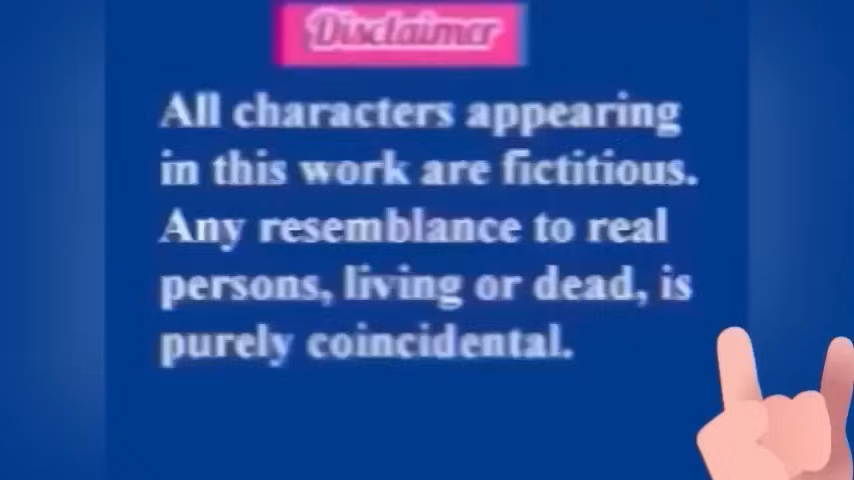 Disclaimer
All characters appearing
in this work are fictitious.
Any resemblance to real
persons, living or dead, is
purely coincidental.